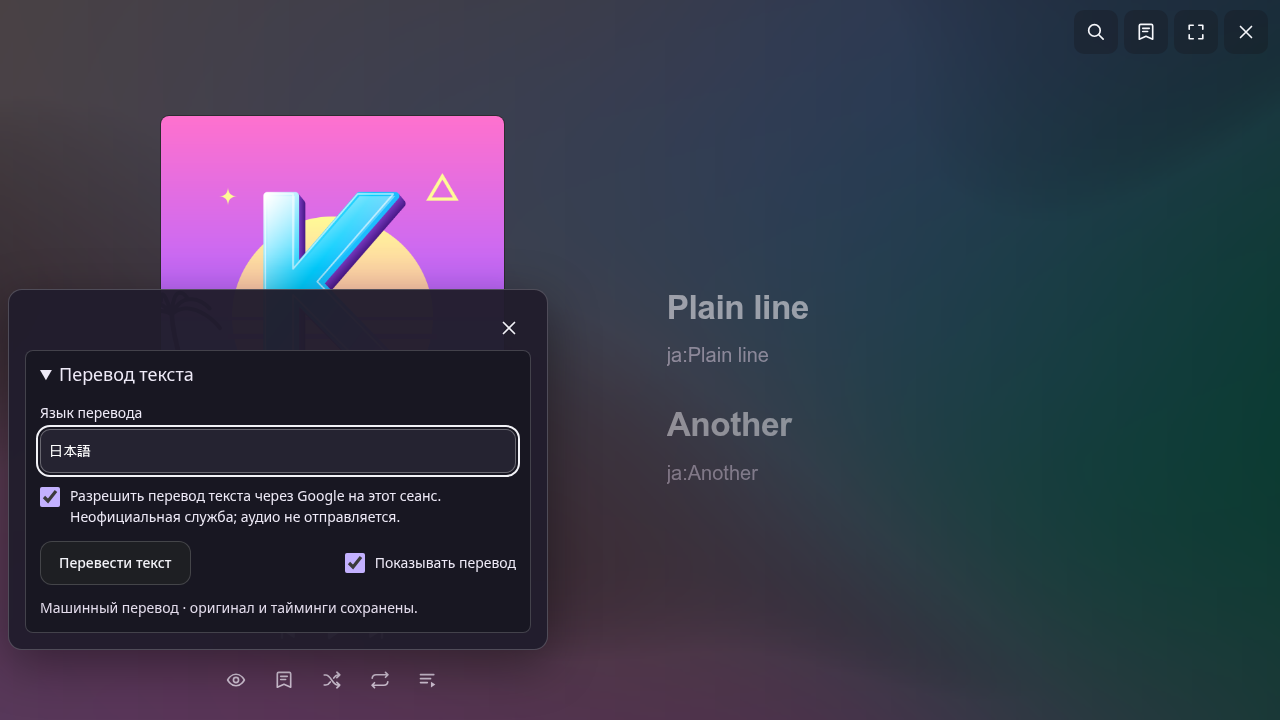 Plain line
ja:Plain line
Another
ja:Another
Перевод текста
Язык перевода
日本語
Разрешить перевод текста через Google на этот сеанс.
Неофициальная служба; аудио не отправляется.
Перевести текст
Показывать перевод
Машинный перевод · оригинал и тайминги сохранены.
K